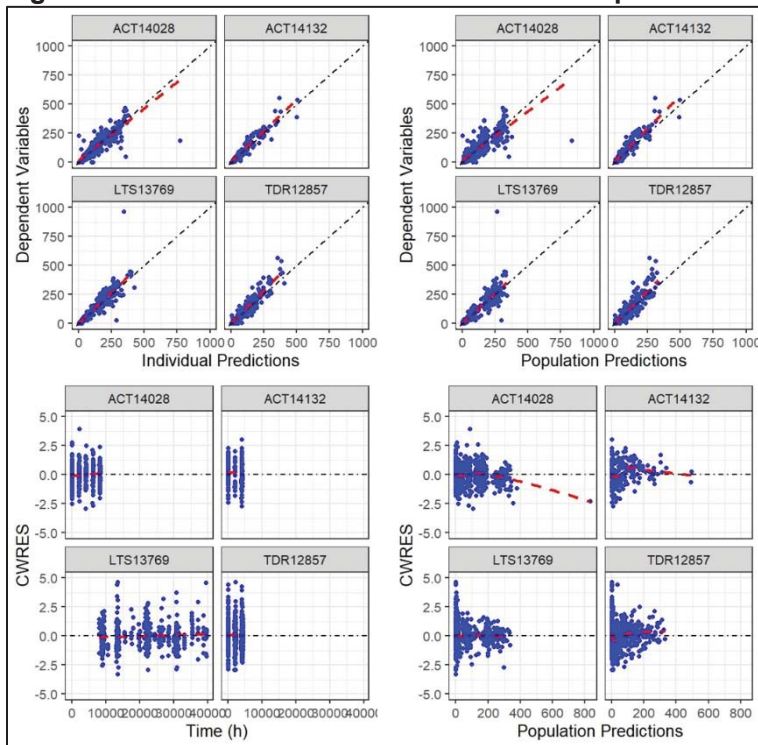 ACT14028 ACT14132
1000
750
500
250
0
LTS13769 TDR12857
1000
750
500
250
0
0 250 500 750 1000 0 250 500 750 1000
Dependent Variables
Individual Predictions
ACT14028 ACT14132
1000
750
500
250
0
LTS13769 TDR12857
1000
750
500
250
0
0 250 500 750 1000 0 250 500 750 1000
Dependent Variables
Population Predictions
ACT14028 ACT14132
5.0
2.5
0.0
-2.5
-5.0
LTS13769 TDR12857
5.0
2.5
0.0
-2.5
-5.0
0 10000 20000 30000 40000 0 10000 20000 30000 4000
CWRES
Time (h)
ACT14028 ACT14132
5.0
2.5
0.0
-2.5
-5.0
LTS13769 TDR12857
5.0
2.5
0.0
-2.5
-5.0
0 200 400 600 800 0 200 400 600 800
CWRES
Population Predictions